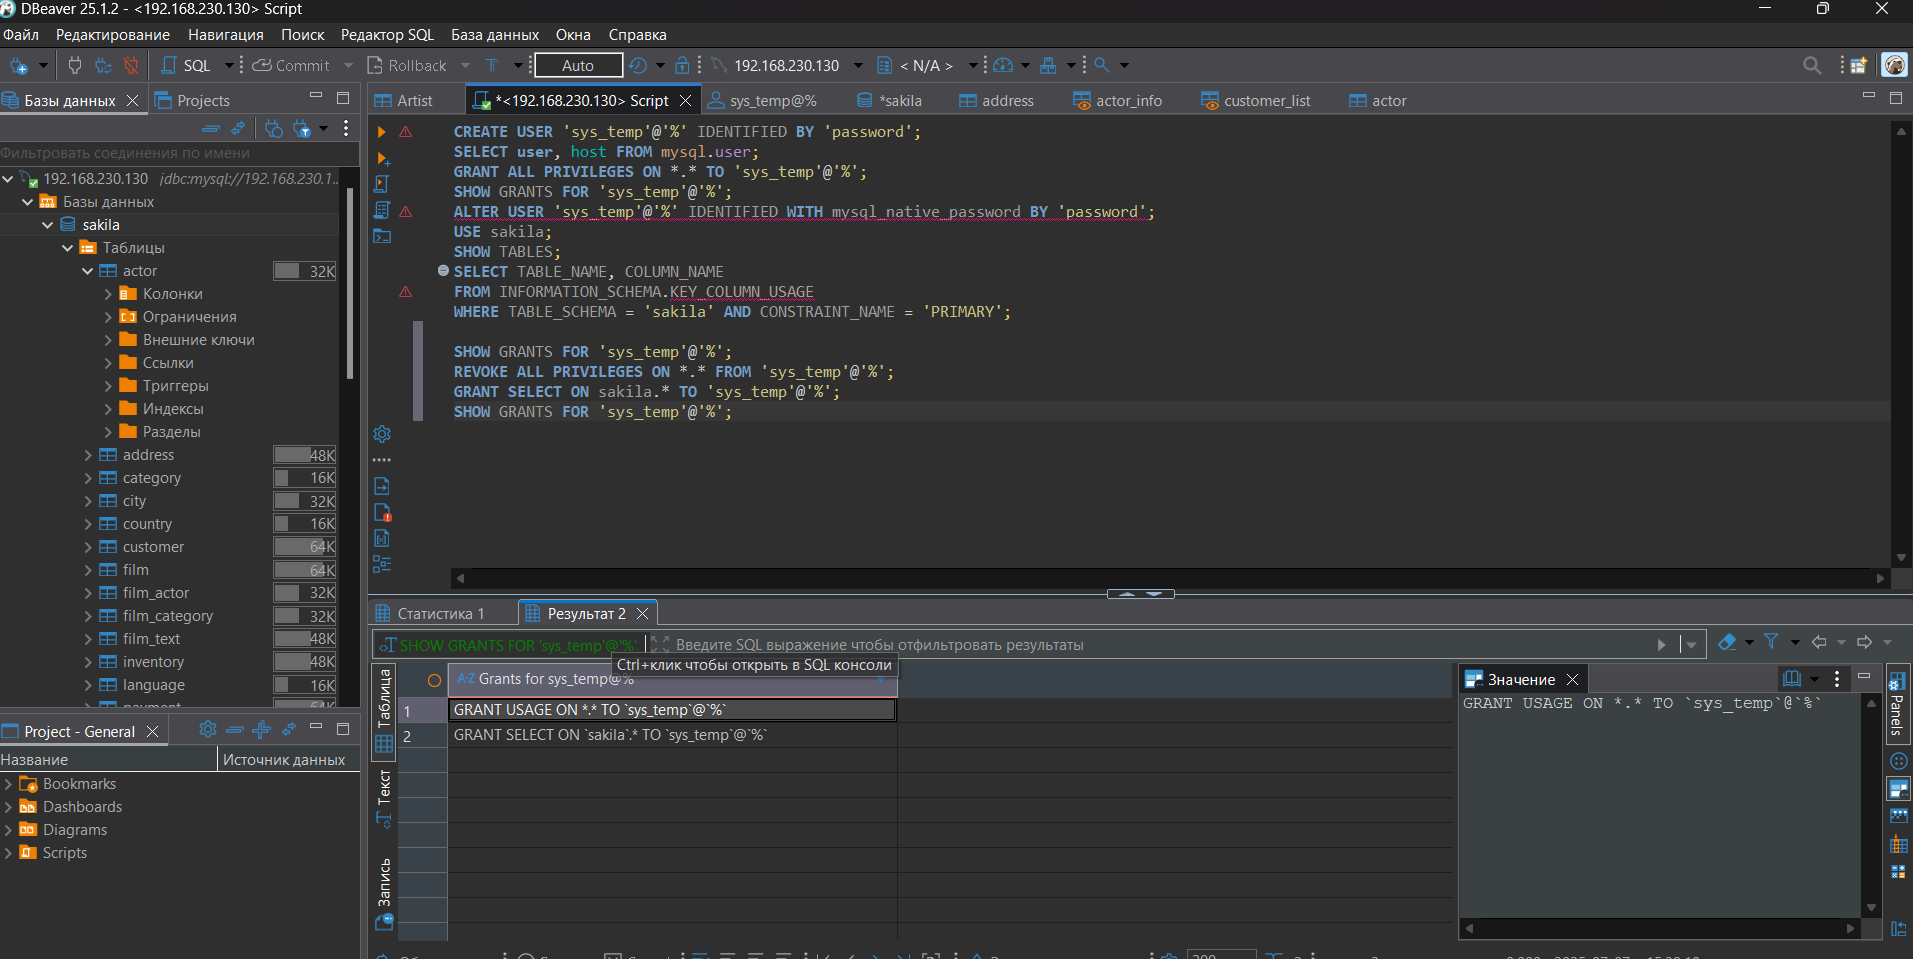 DBeaver 25.1.2 - <192.168.230.130> Script
Файл Редактирование Навигация Поиск Редактор SQL База данных Окна Справка
SQL Commit Rollback Auto 192.168.230.130 < N/A >
Базы данных Projects
Artist *<192.168.230.130> Script sys_temp@% *sakila address actor_info customer_list actor
Фильтровать соединения по имени
192.168.230.130 jdbc:mysql://192.168.230.1...
Базы данных
sakila
Таблицы
actor 32K
Колонки
Ограничения
Внешние ключи
Ссылки
Триггеры
Индексы
Разделы
address 48K
category 16K
city 32K
country 16K
customer 64K
film 64K
film_actor 32K
film_category 32K
film_text 48K
inventory 48K
language 16K
payment 64K
CREATE USER 'sys_temp'@'%' IDENTIFIED BY 'password';
SELECT user, host FROM mysql.user;
GRANT ALL PRIVILEGES ON *.* TO 'sys_temp'@'%';
SHOW GRANTS FOR 'sys_temp'@'%';
ALTER USER 'sys_temp'@'%' IDENTIFIED WITH mysql_native_password BY 'password';
USE sakila;
SHOW TABLES;
SELECT TABLE_NAME, COLUMN_NAME
FROM INFORMATION_SCHEMA.KEY_COLUMN_USAGE
WHERE TABLE_SCHEMA = 'sakila' AND CONSTRAINT_NAME = 'PRIMARY';
SHOW GRANTS FOR 'sys_temp'@'%';
REVOKE ALL PRIVILEGES ON *.* FROM 'sys_temp'@'%';
GRANT SELECT ON sakila.* TO 'sys_temp'@'%';
SHOW GRANTS FOR 'sys_temp'@'%';
Project - General
Название Источник данных
Bookmarks
Dashboards
Diagrams
Scripts
Статистика 1 Результат 2
SHOW GRANTS FOR 'sys_temp'@'%' Введите SQL выражение чтобы отфильтровать результаты
Ctrl+клик чтобы открыть в SQL консоли
A-Z Grants for sys_temp@%
1 GRANT USAGE ON *.* TO `sys_temp`@`%`
2 GRANT SELECT ON `sakila`.* TO `sys_temp`@`%`
Таблица
Текст
Запись
Значение
GRANT USAGE ON *.* TO `sys_temp`@`%`
Panels